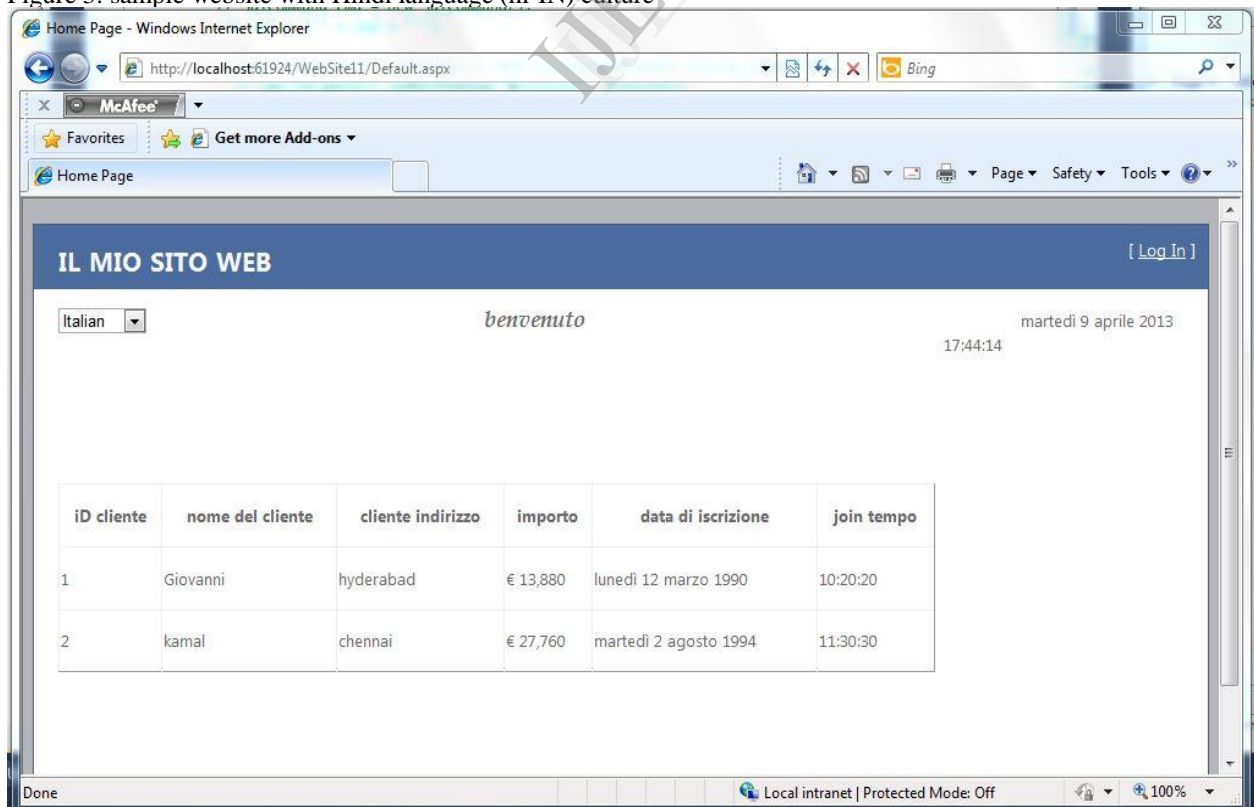 Figure 3: sample website with Hindi language (hi-IN) culture
Home Page - Windows Internet Explorer
http://localhost:61924/WebSite11/Default.aspx
Bing
x McAfee
Favorites Get more Add-ons
Home Page
Page Safety Tools
IL MIO SITO WEB
[ Log In ]
Italian
benvenuto
martedì 9 aprile 2013
17:44:14
iD cliente nome del cliente cliente indirizzo importo data di iscrizione join tempo
1 Giovanni hyderabad € 13,880 lunedì 12 marzo 1990 10:20:20
2 kamal chennai € 27,760 martedì 2 agosto 1994 11:30:30
Done
Local intranet | Protected Mode: Off
100%